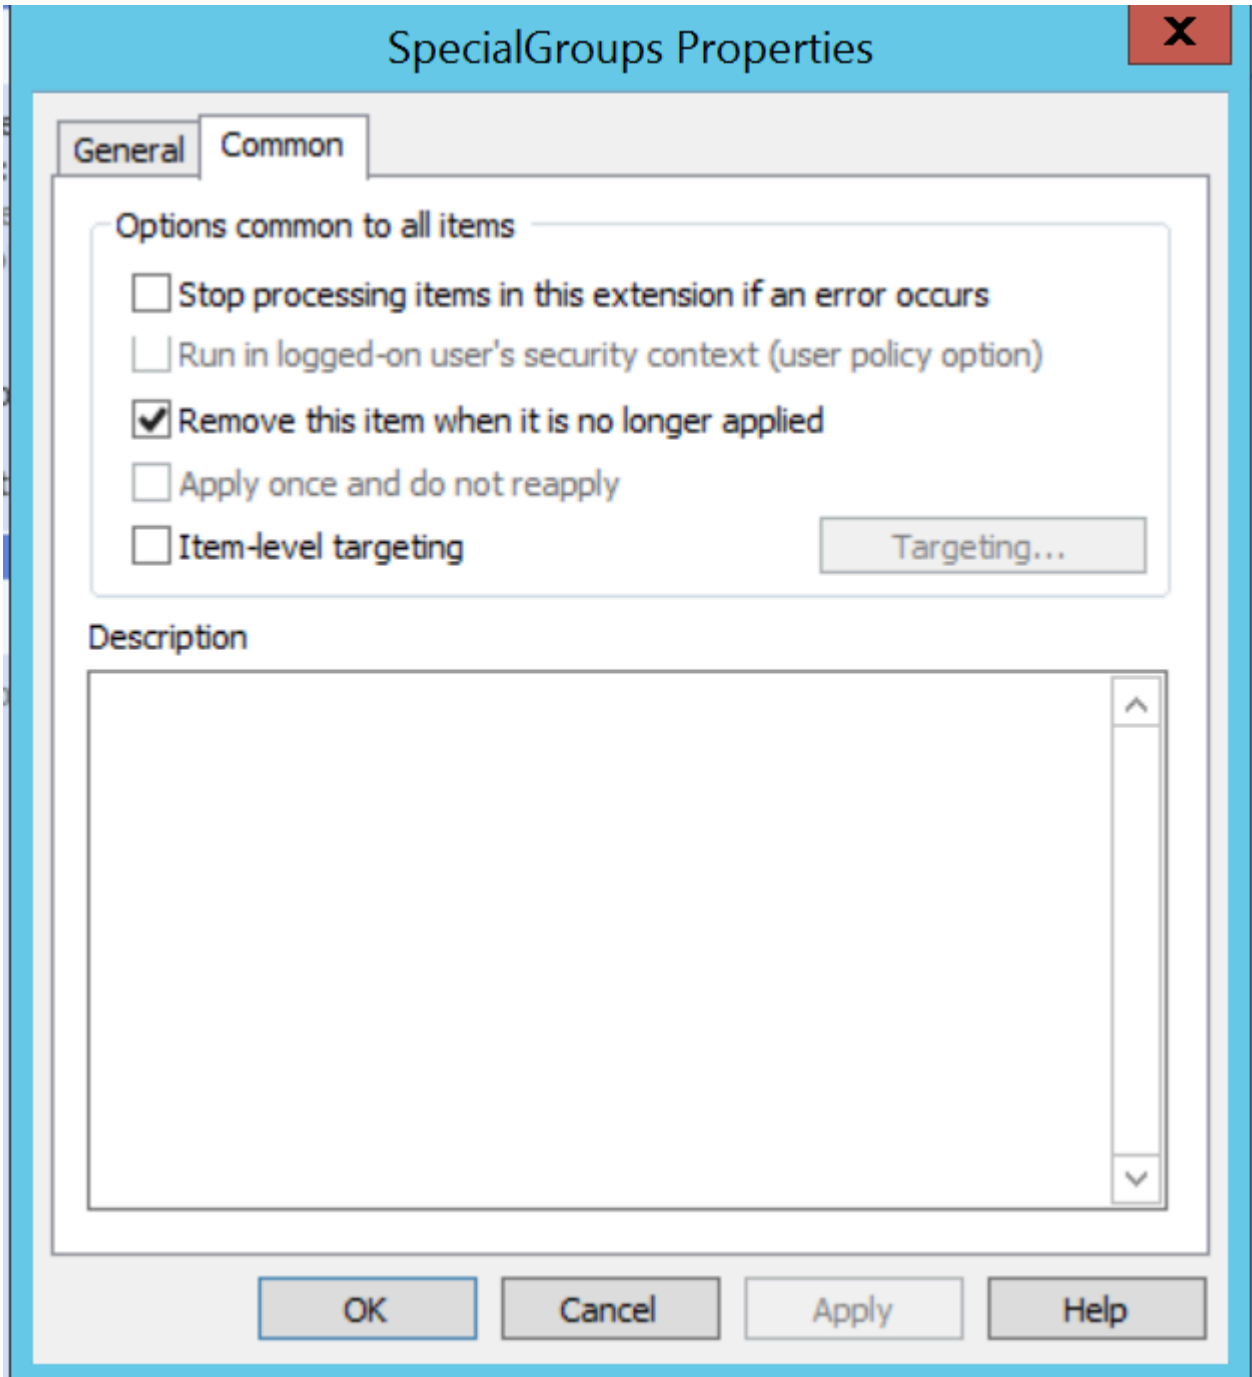 SpecialGroups Properties
X
General
Common
Options common to all items
Stop processing items in this extension if an error occurs
Run in logged-on user's security context (user policy option)
Remove this item when it is no longer applied
Apply once and do not reapply
Item-level targeting
Targeting...
Description
OK
Cancel
Apply
Help